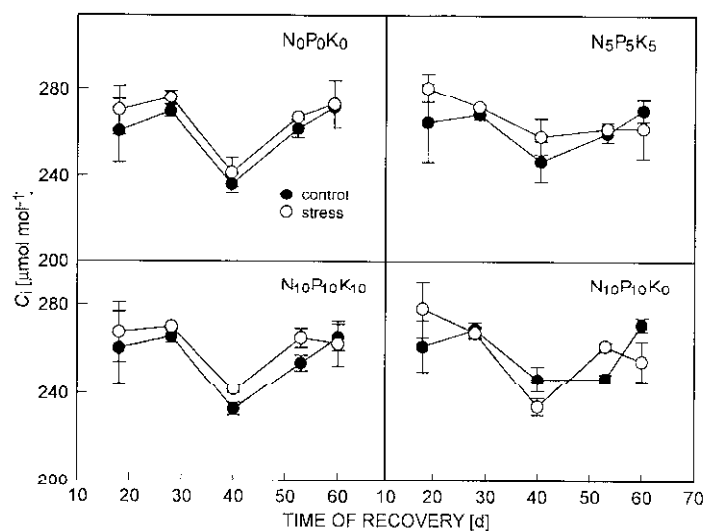 N0P0K0
N5P5K5
280
240
control
stress
200
Ci [μmol mol⁻¹]
N10P10K10
N10P10K0
280
240
200
10 20 30 40 50 60 10 20 30 40 50 60 70
TIME OF RECOVERY [d]